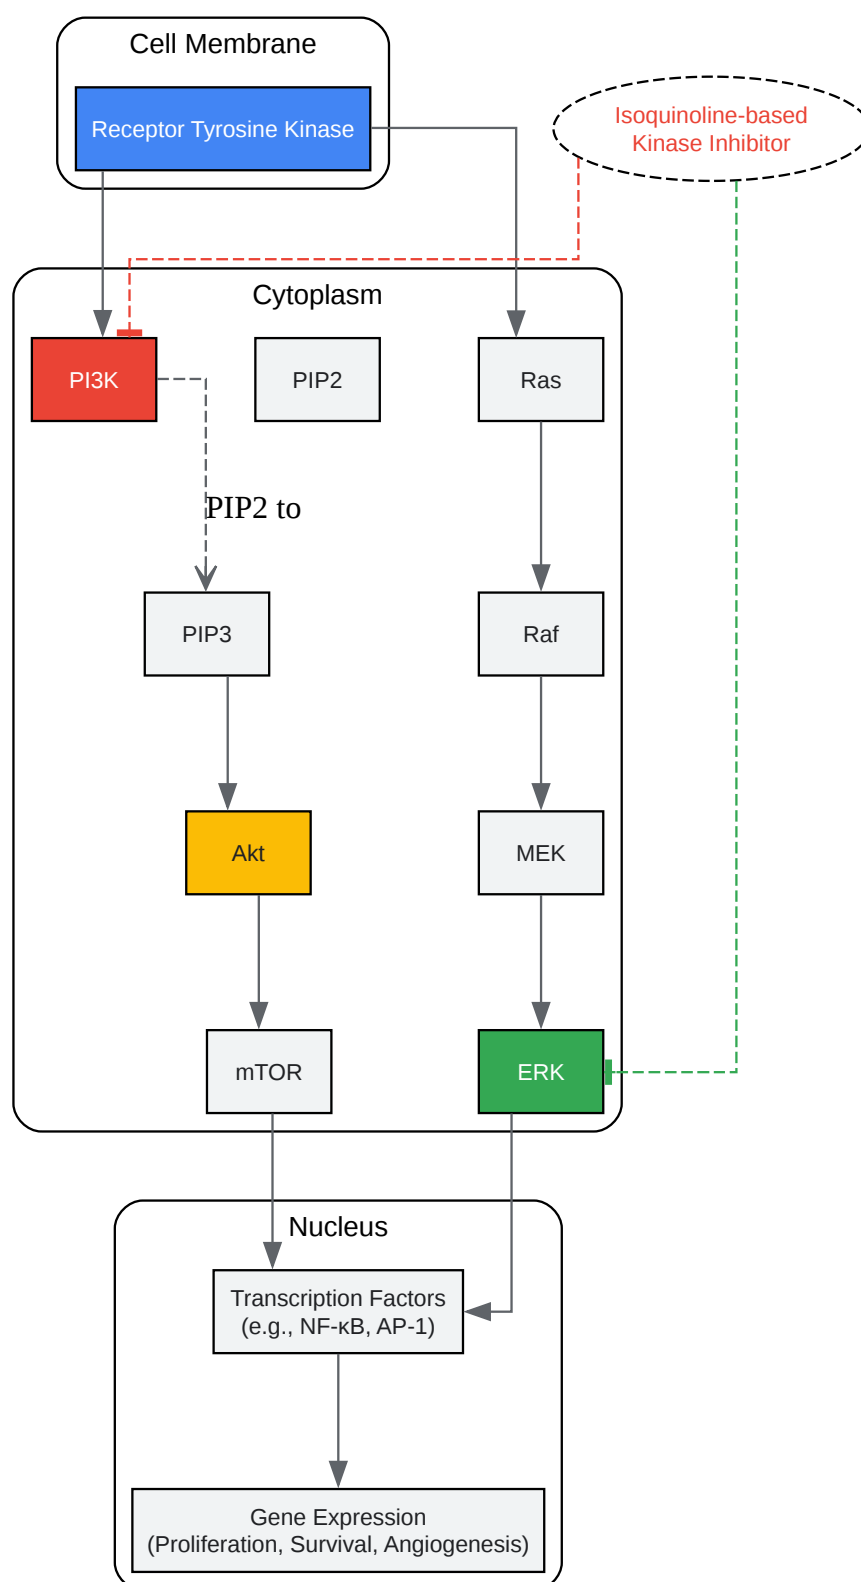 Cell Membrane
Receptor Tyrosine Kinase
Isoquinoline-based
Kinase Inhibitor
Cytoplasm
PI3K
PIP2
Ras
PIP2 to
PIP3
Raf
Akt
MEK
mTOR
ERK
Nucleus
Transcription Factors
(e.g., NF-κB, AP-1)
Gene Expression
(Proliferation, Survival, Angiogenesis)